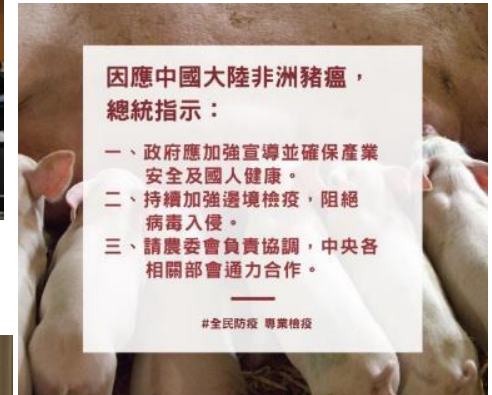 因應中國大陸非洲豬瘟，
總統指示：
一、政府應加強宣導並確保產業
安全及國人健康。
二、持續加強邊境檢疫，阻絕
病毒入侵。
三、請農委會負責協調，中央各
相關部會通力合作。
#全民防疫 專業檢疫